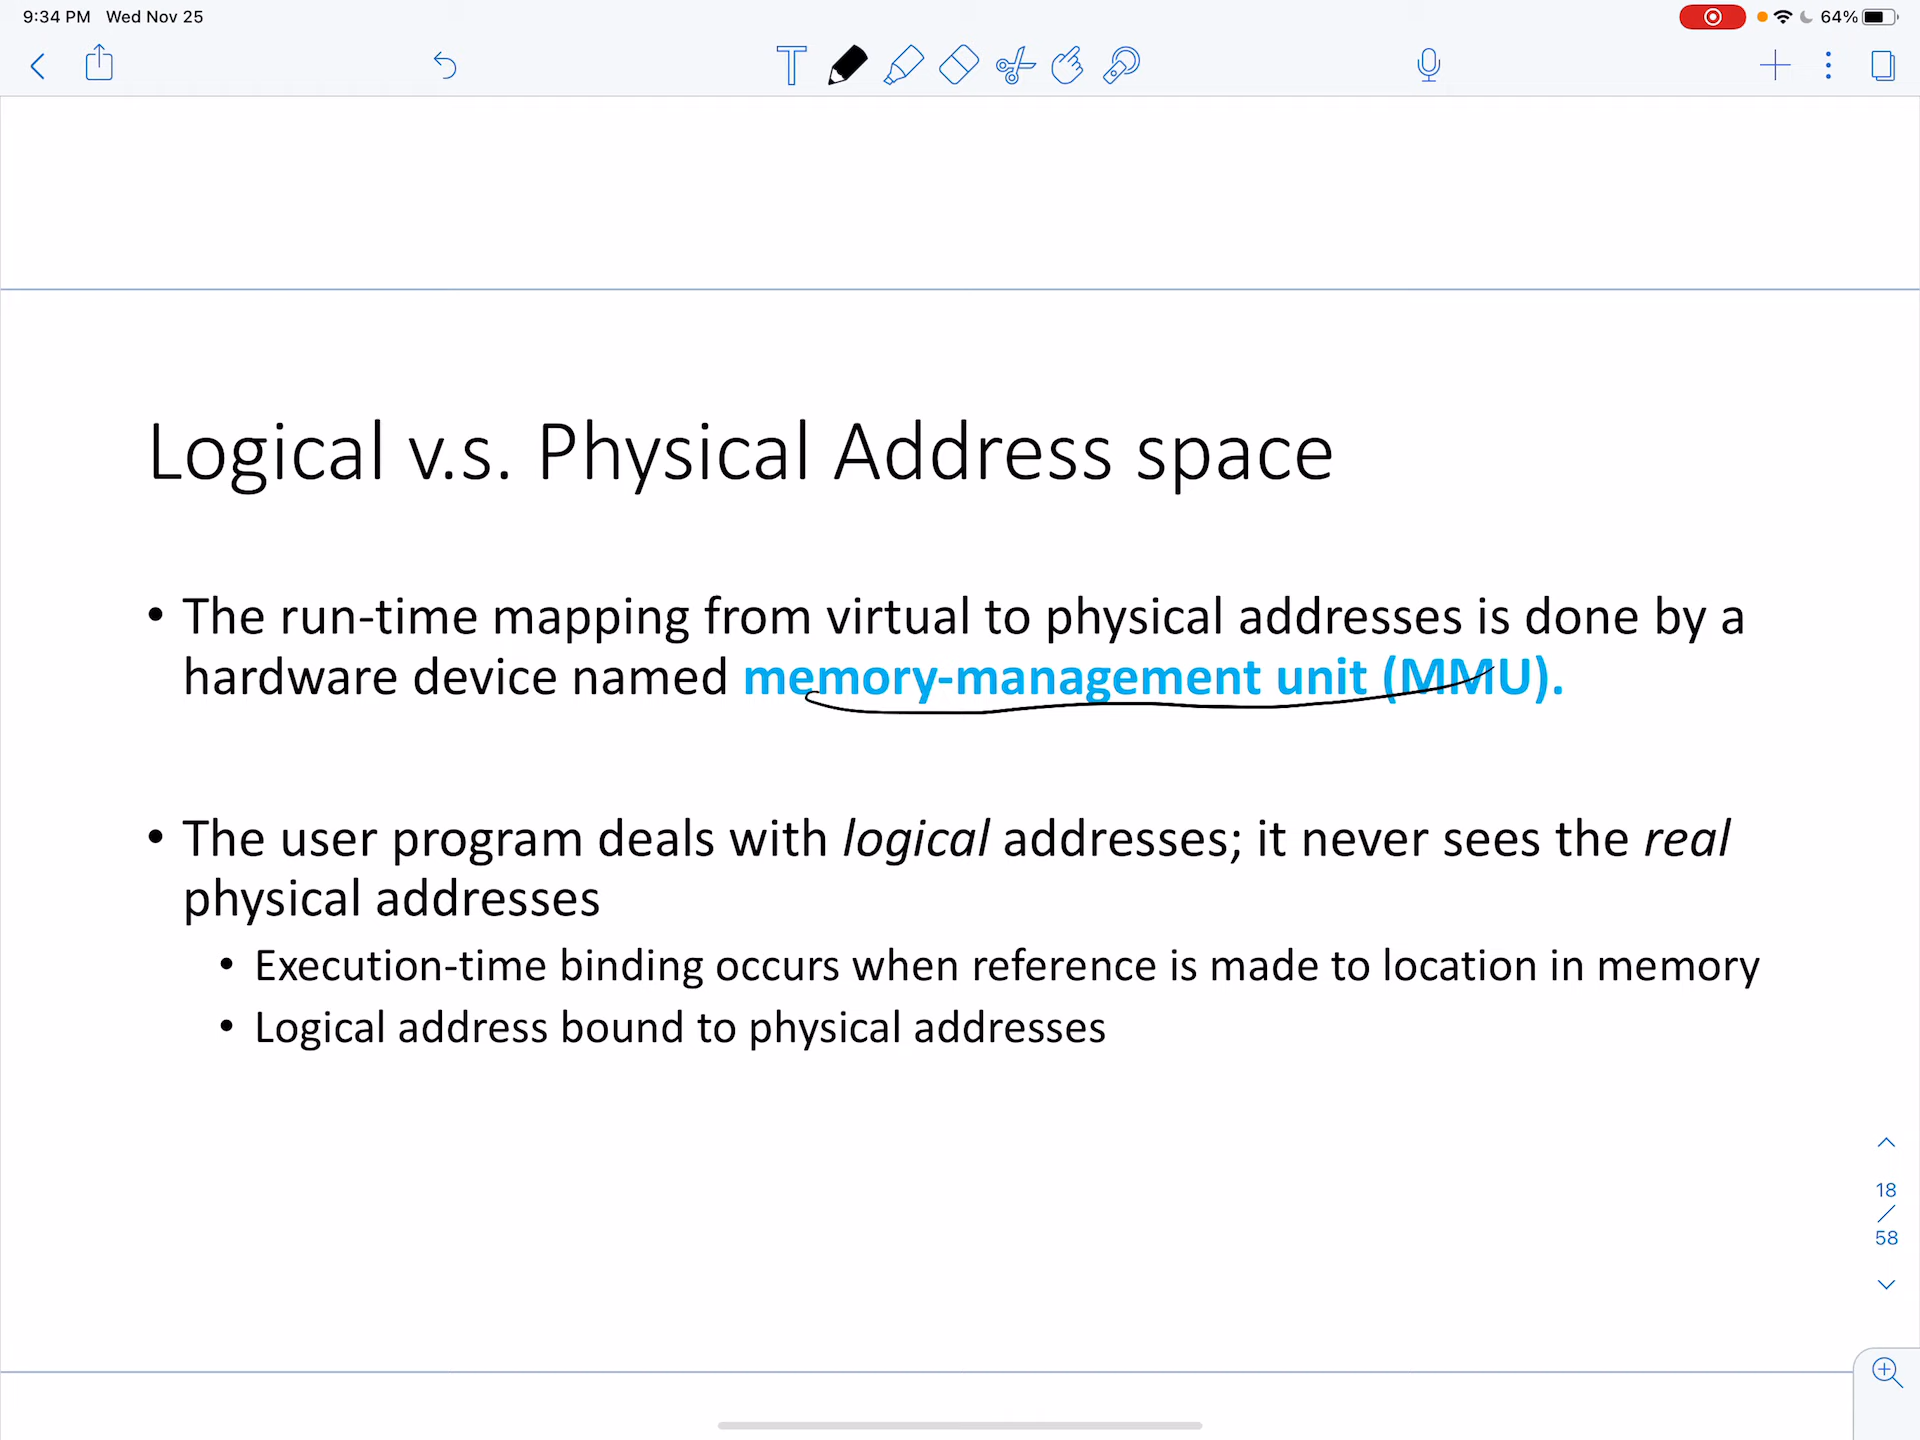 9:34 PM Wed Nov 25
64%
Logical v.s. Physical Address space
• The run-time mapping from virtual to physical addresses is done by a
hardware device named memory-management unit (MMU).
• The user program deals with logical addresses; it never sees the real
physical addresses
• Execution-time binding occurs when reference is made to location in memory
• Logical address bound to physical addresses
18
/
58